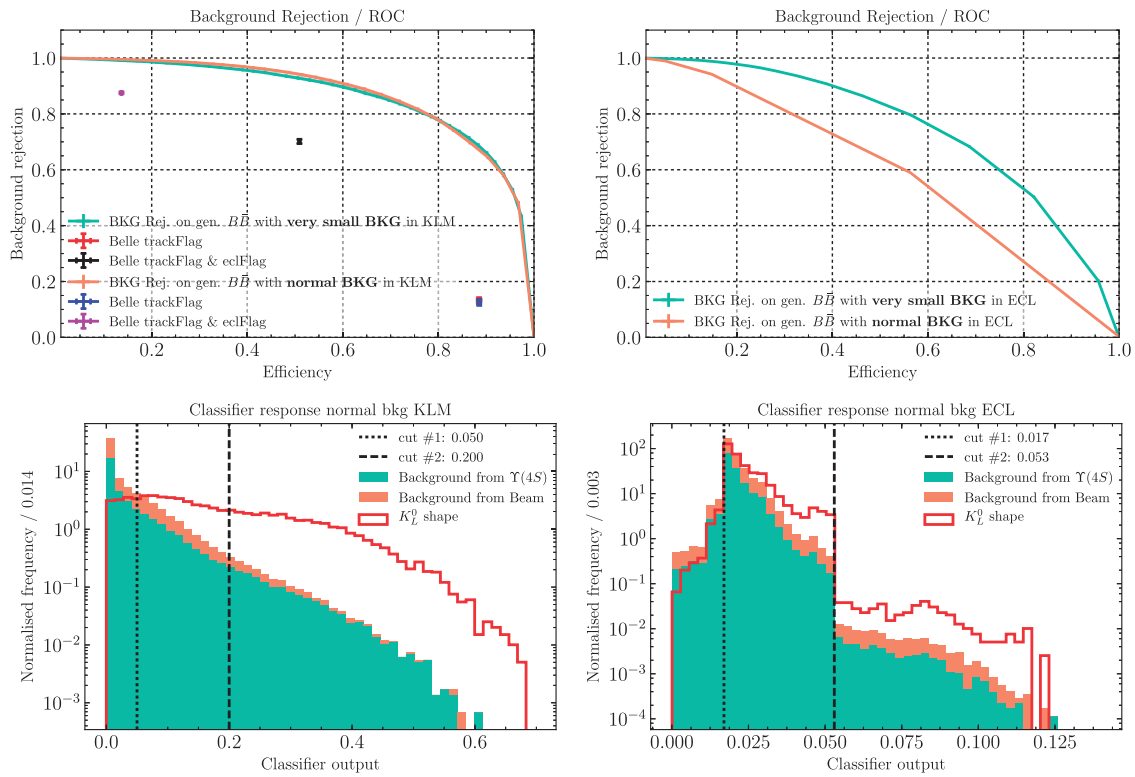 Background Rejection / ROC
Background rejection
1.0
0.8
0.6
0.4
0.2
0.0
BKG Rej. on gen. BB̄ with very small BKG in KLM
Belle trackFlag
Belle trackFlag & eclFlag
BKG Rej. on gen. BB̄ with normal BKG in KLM
Belle trackFlag
Belle trackFlag & eclFlag
0.2 0.4 0.6 0.8 1.0
Efficiency
Background Rejection / ROC
Background rejection
1.0
0.8
0.6
0.4
0.2
0.0
BKG Rej. on gen. BB̄ with very small BKG in ECL
BKG Rej. on gen. BB̄ with normal BKG in ECL
0.2 0.4 0.6 0.8 1.0
Efficiency
Classifier response normal bkg KLM
Normalised frequency / 0.014
10¹
10⁰
10⁻¹
10⁻²
10⁻³
cut #1: 0.050
cut #2: 0.200
Background from Υ(4S)
Background from Beam
K⁰_L shape
0.0 0.2 0.4 0.6
Classifier output
Classifier response normal bkg ECL
Normalised frequency / 0.003
10²
10¹
10⁰
10⁻¹
10⁻²
10⁻³
10⁻⁴
cut #1: 0.017
cut #2: 0.053
Background from Υ(4S)
Background from Beam
K⁰_L shape
0.000 0.025 0.050 0.075 0.100 0.125
Classifier output